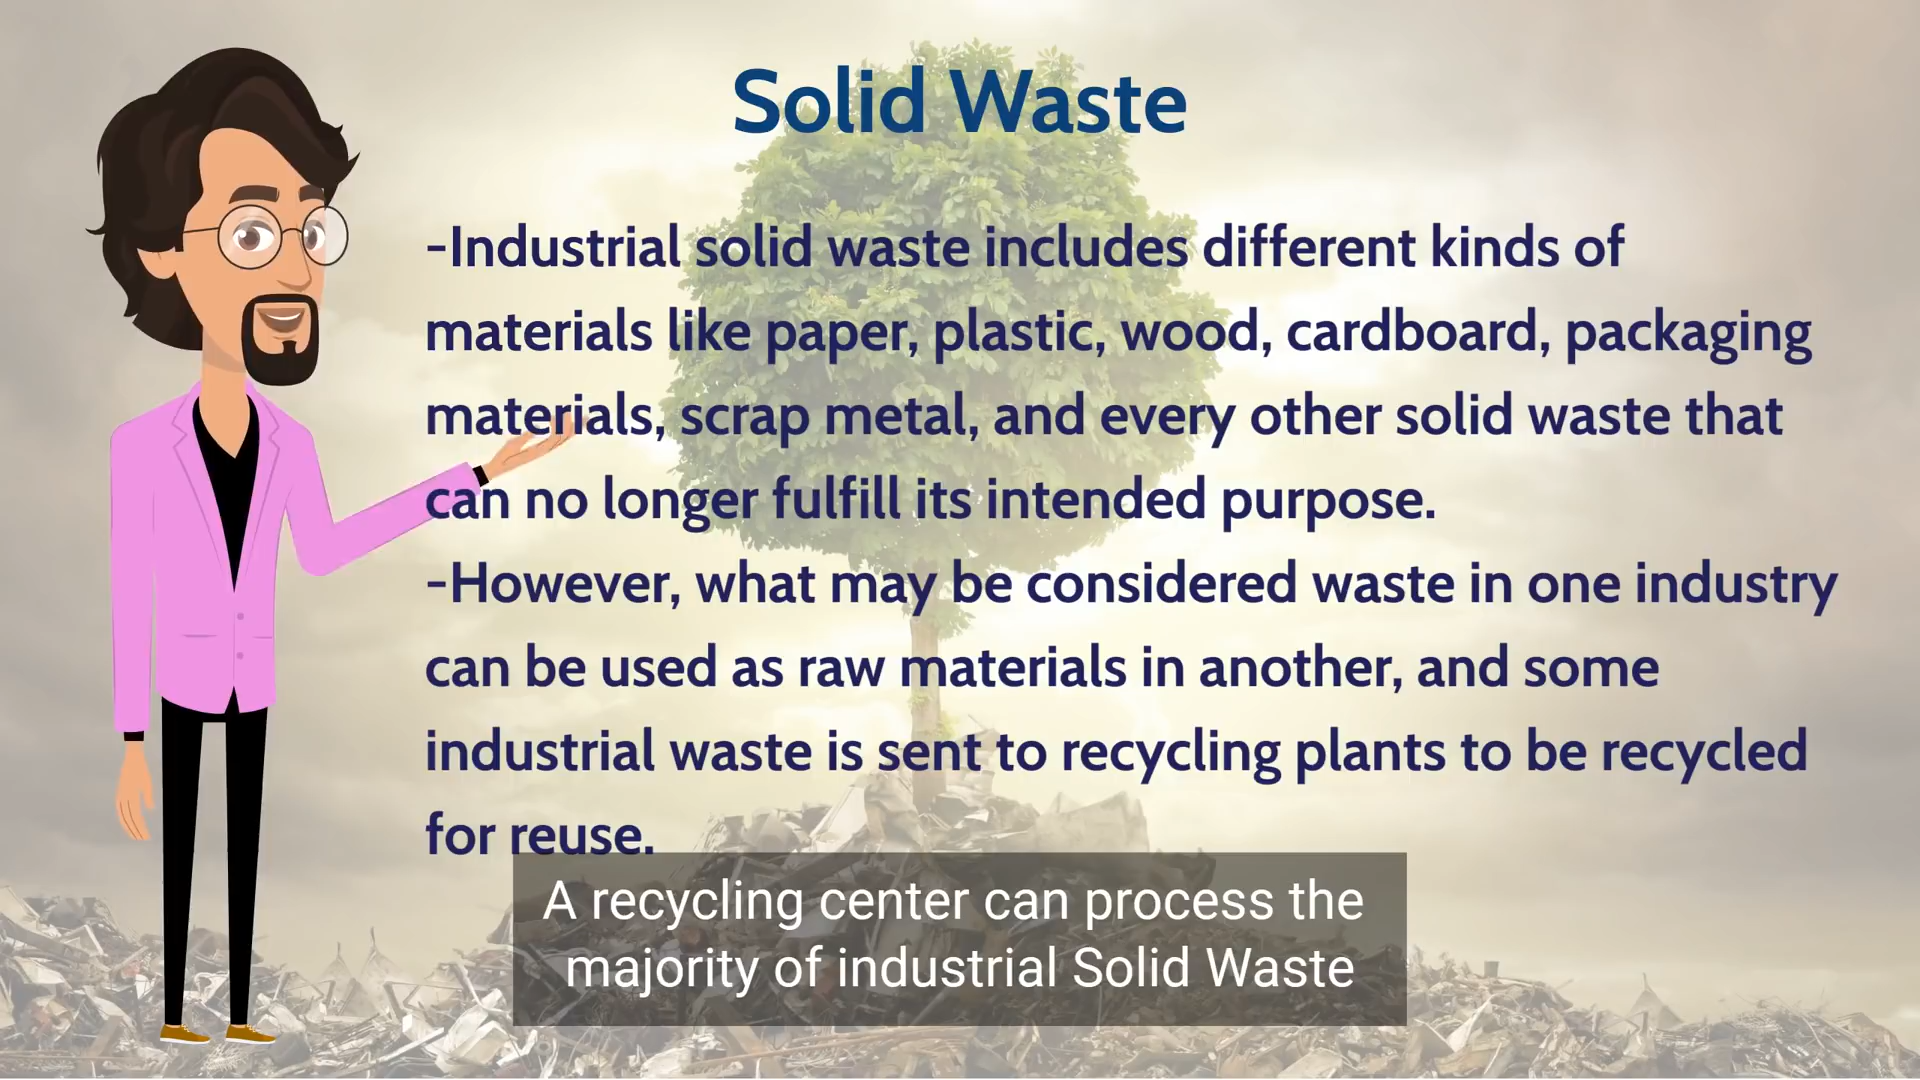 Solid Waste
-Industrial solid waste includes different kinds of
materials like paper, plastic, wood, cardboard, packaging
materials, scrap metal, and every other solid waste that
can no longer fulfill its intended purpose.
-However, what may be considered waste in one industry
can be used as raw materials in another, and some
industrial waste is sent to recycling plants to be recycled
for reuse.
A recycling center can process the
majority of industrial Solid Waste